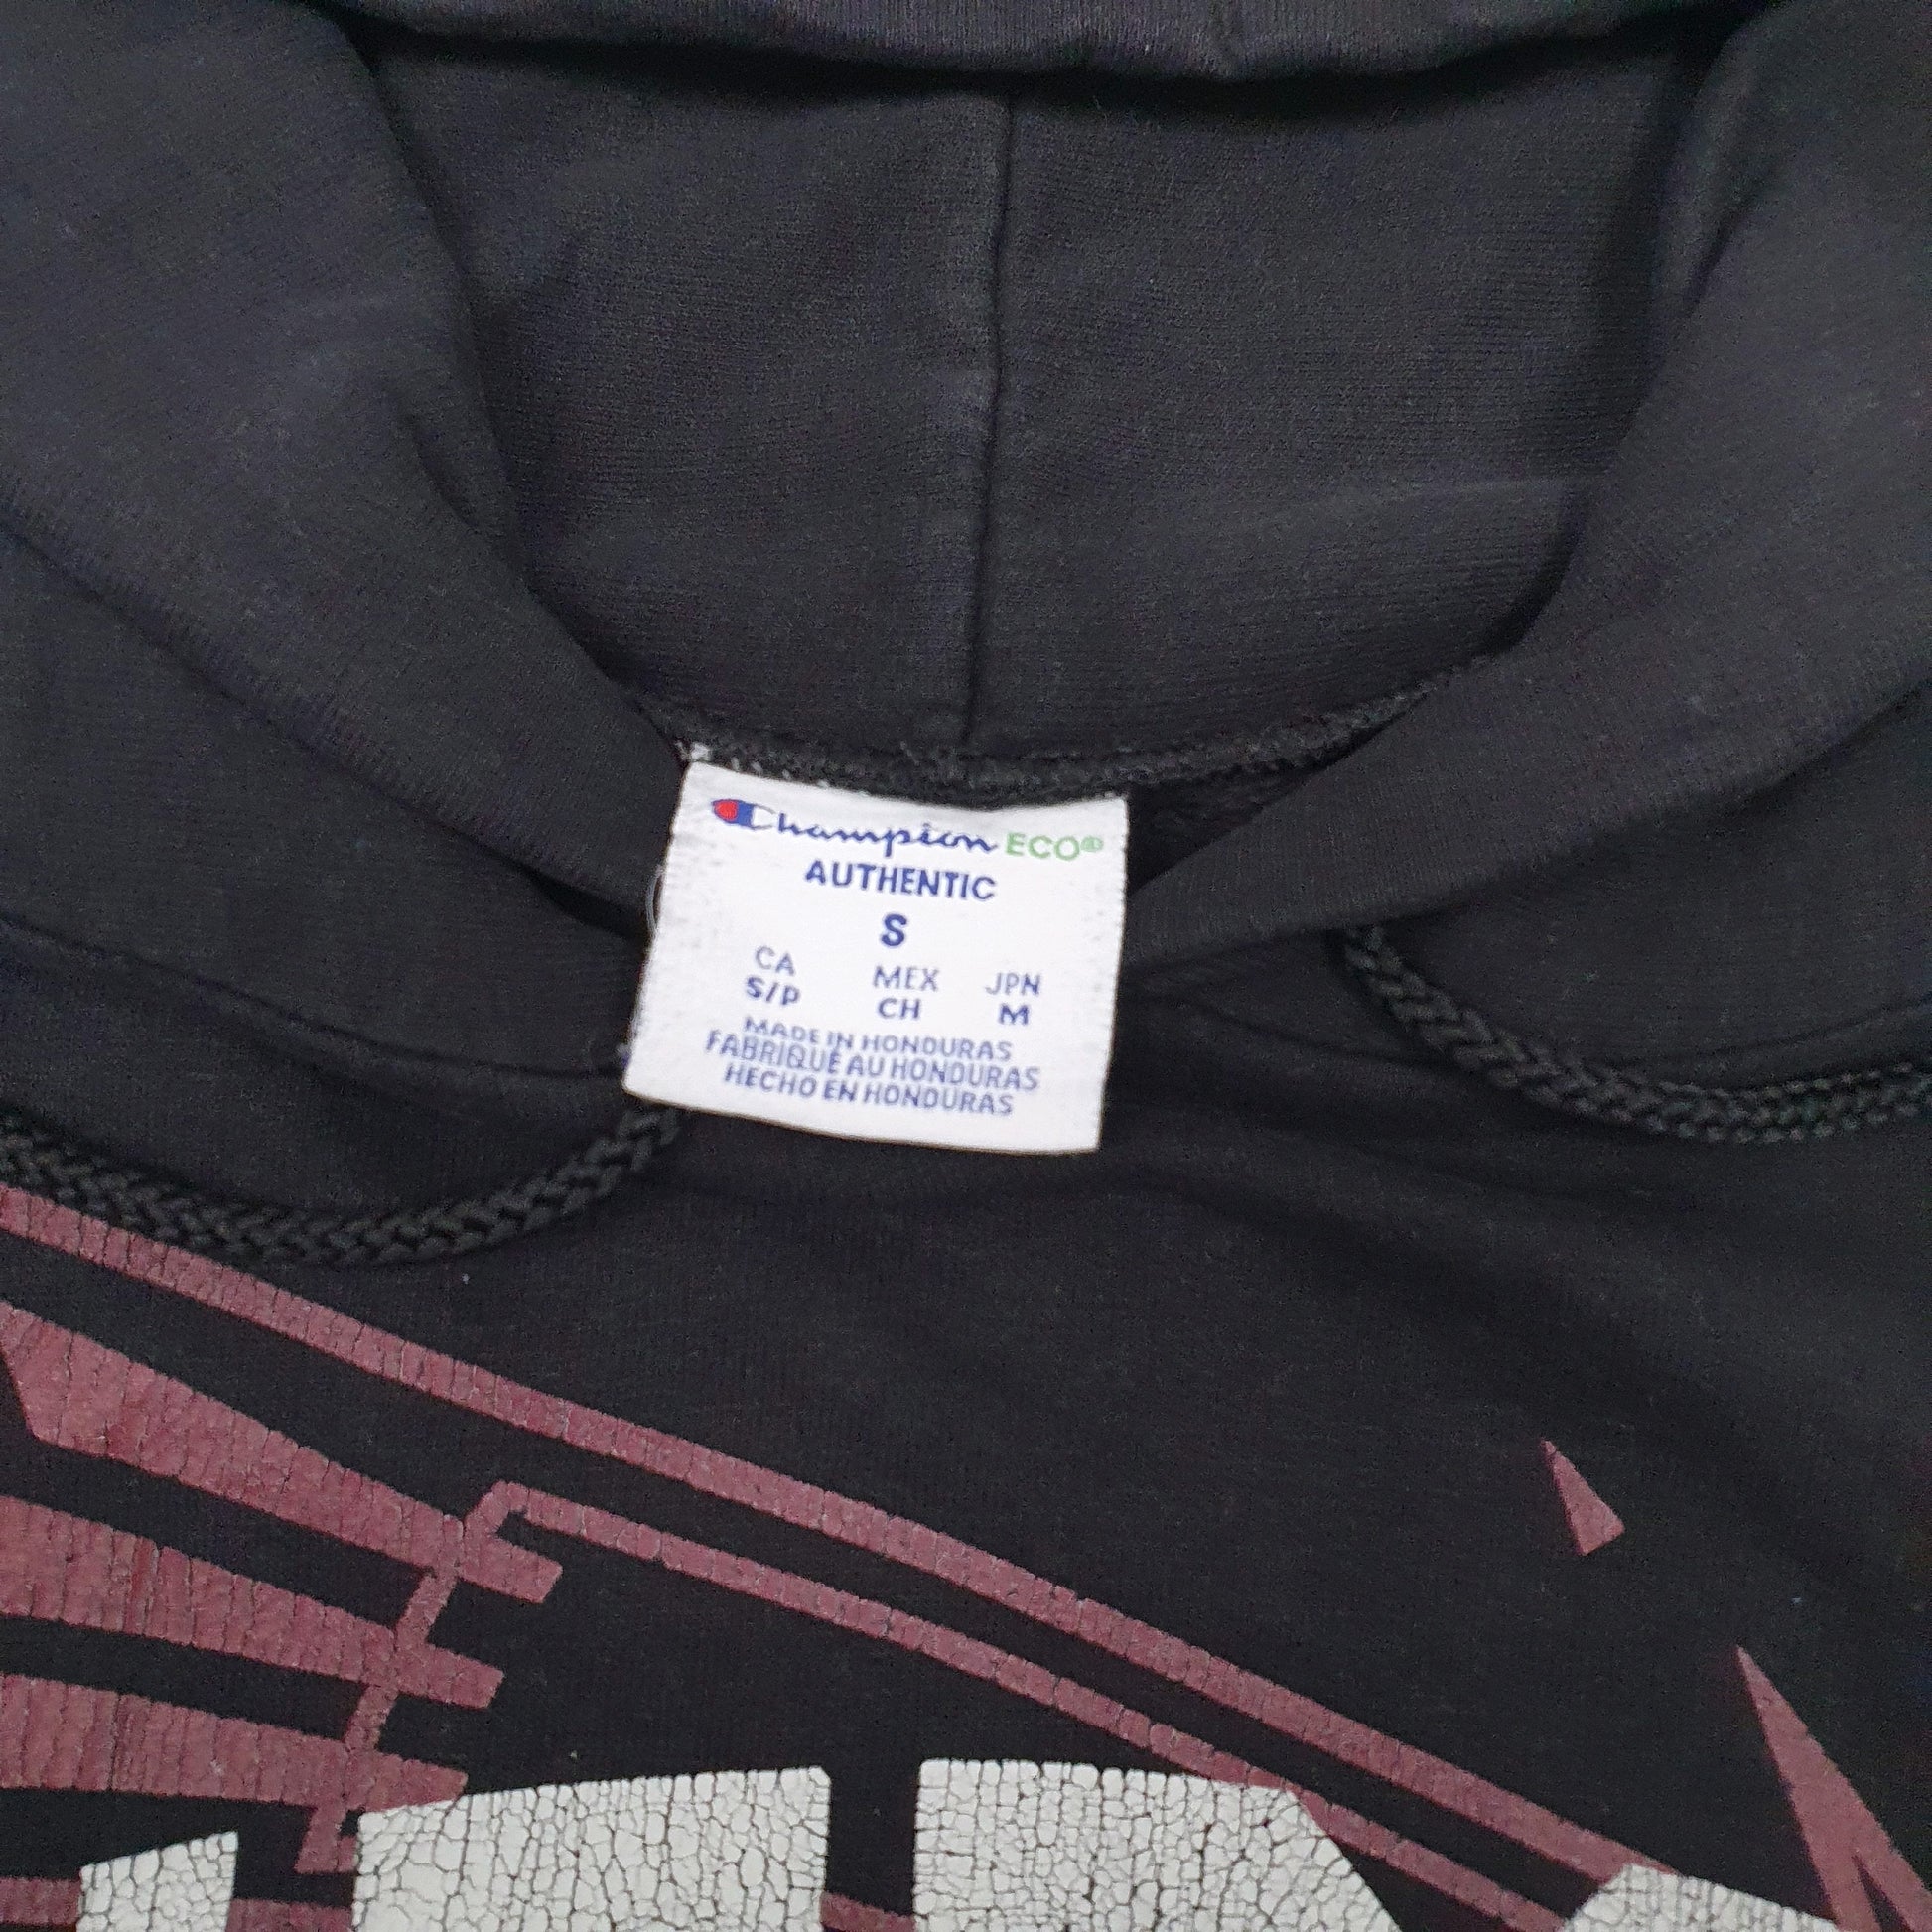 Champion ECO®
AUTHENTIC
S
CA MEX JPN
S/P CH M
MADE IN HONDURAS
FABRIQUÉ AU HONDURAS
HECHO EN HONDURAS